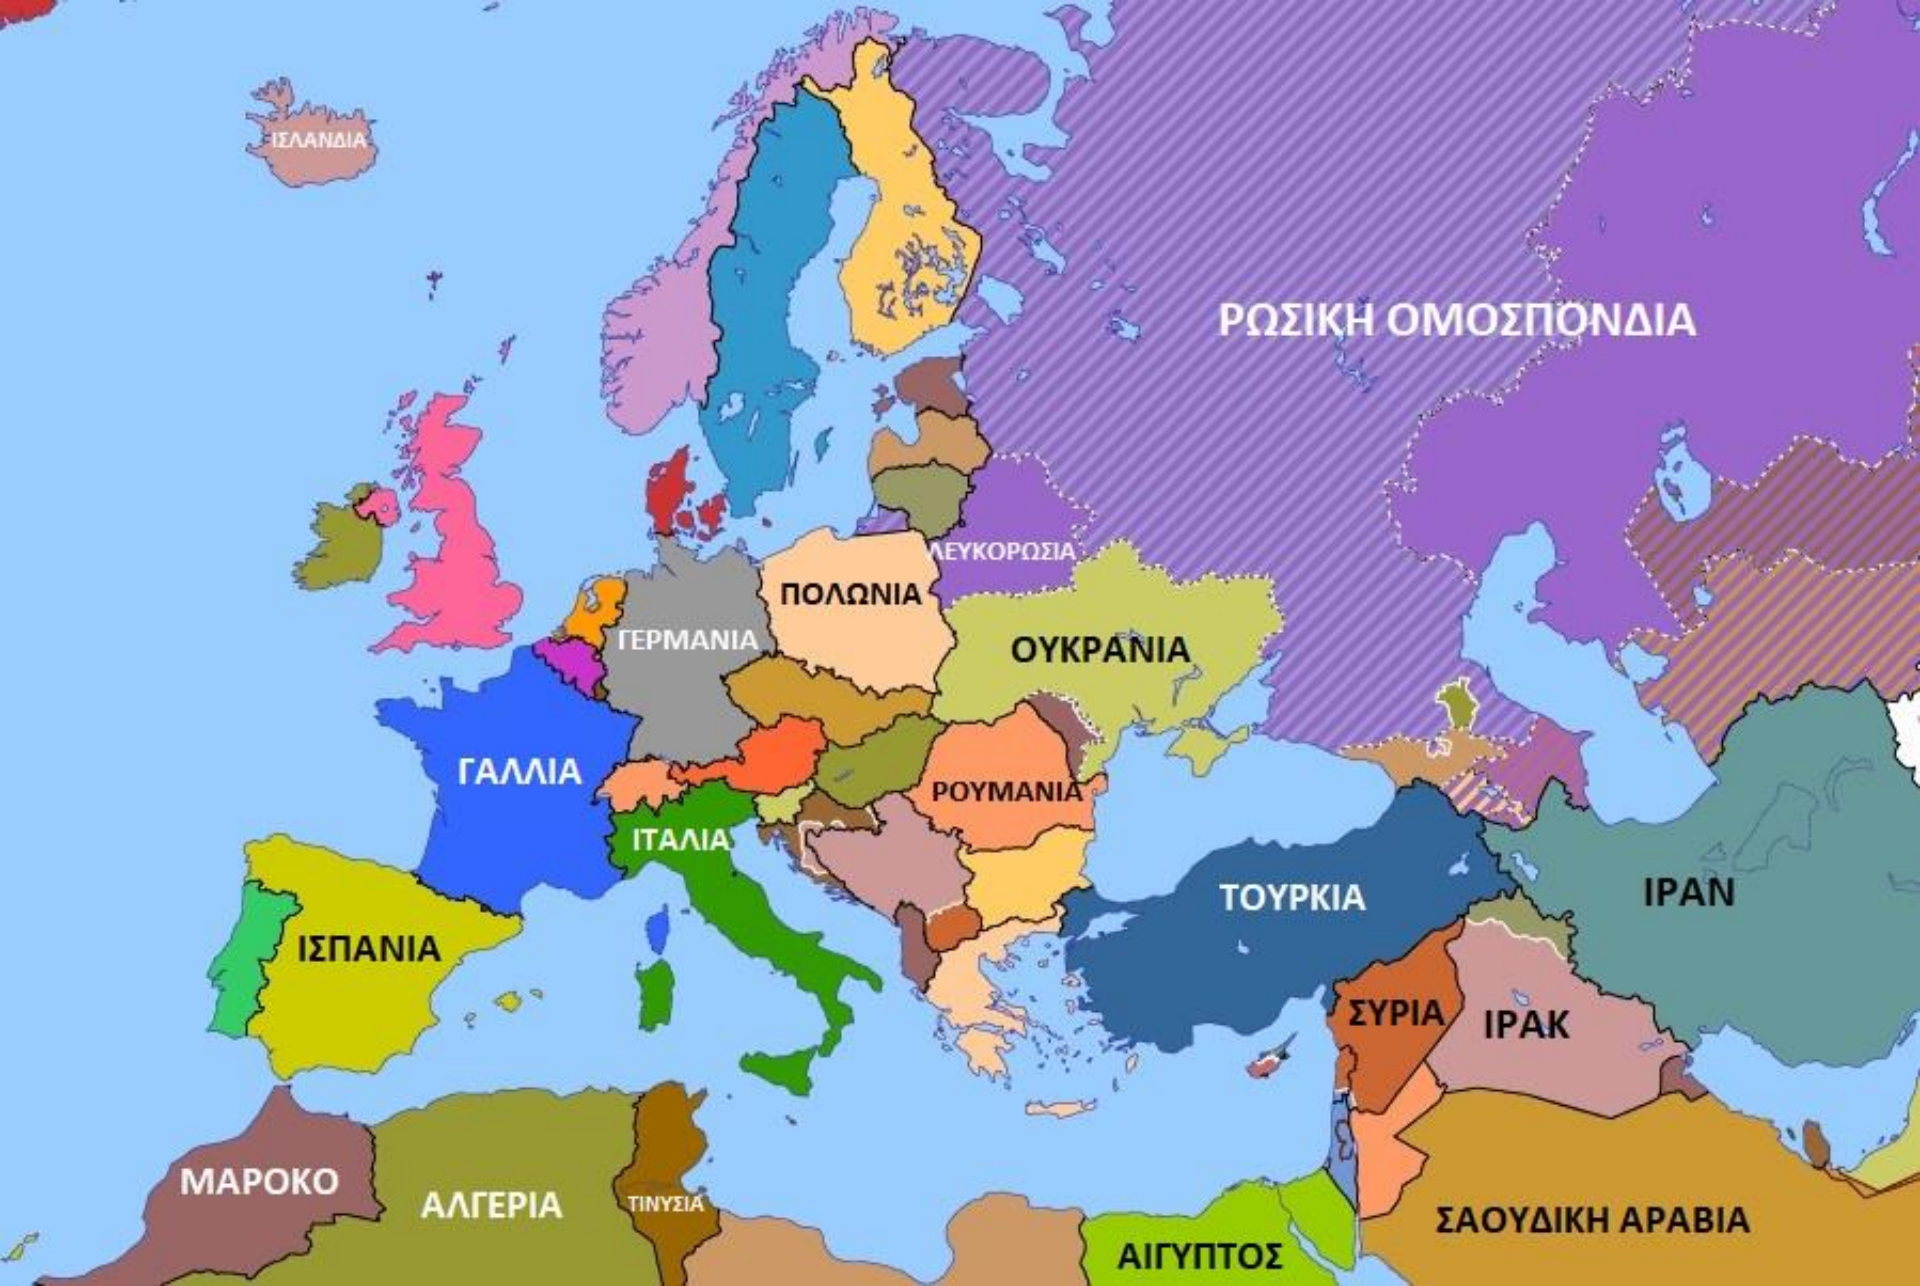 ΙΣΛΑΝΔΙΑ
ΡΩΣΙΚΗ ΟΜΟΣΠΟΝΔΙΑ
ΛΕΥΚΟΡΩΣΙΑ
ΠΟΛΩΝΙΑ
ΓΕΡΜΑΝΙΑ
ΟΥΚΡΑΝΙΑ
ΓΑΛΛΙΑ
ΡΟΥΜΑΝΙΑ
ΙΤΑΛΙΑ
ΤΟΥΡΚΙΑ
ΙΡΑΝ
ΙΣΠΑΝΙΑ
ΣΥΡΙΑ
ΙΡΑΚ
ΜΑΡΟΚΟ
ΑΛΓΕΡΙΑ
ΤΙΝΥΣΙΑ
ΣΑΟΥΔΙΚΗ ΑΡΑΒΙΑ
ΑΙΓΥΠΤΟΣ